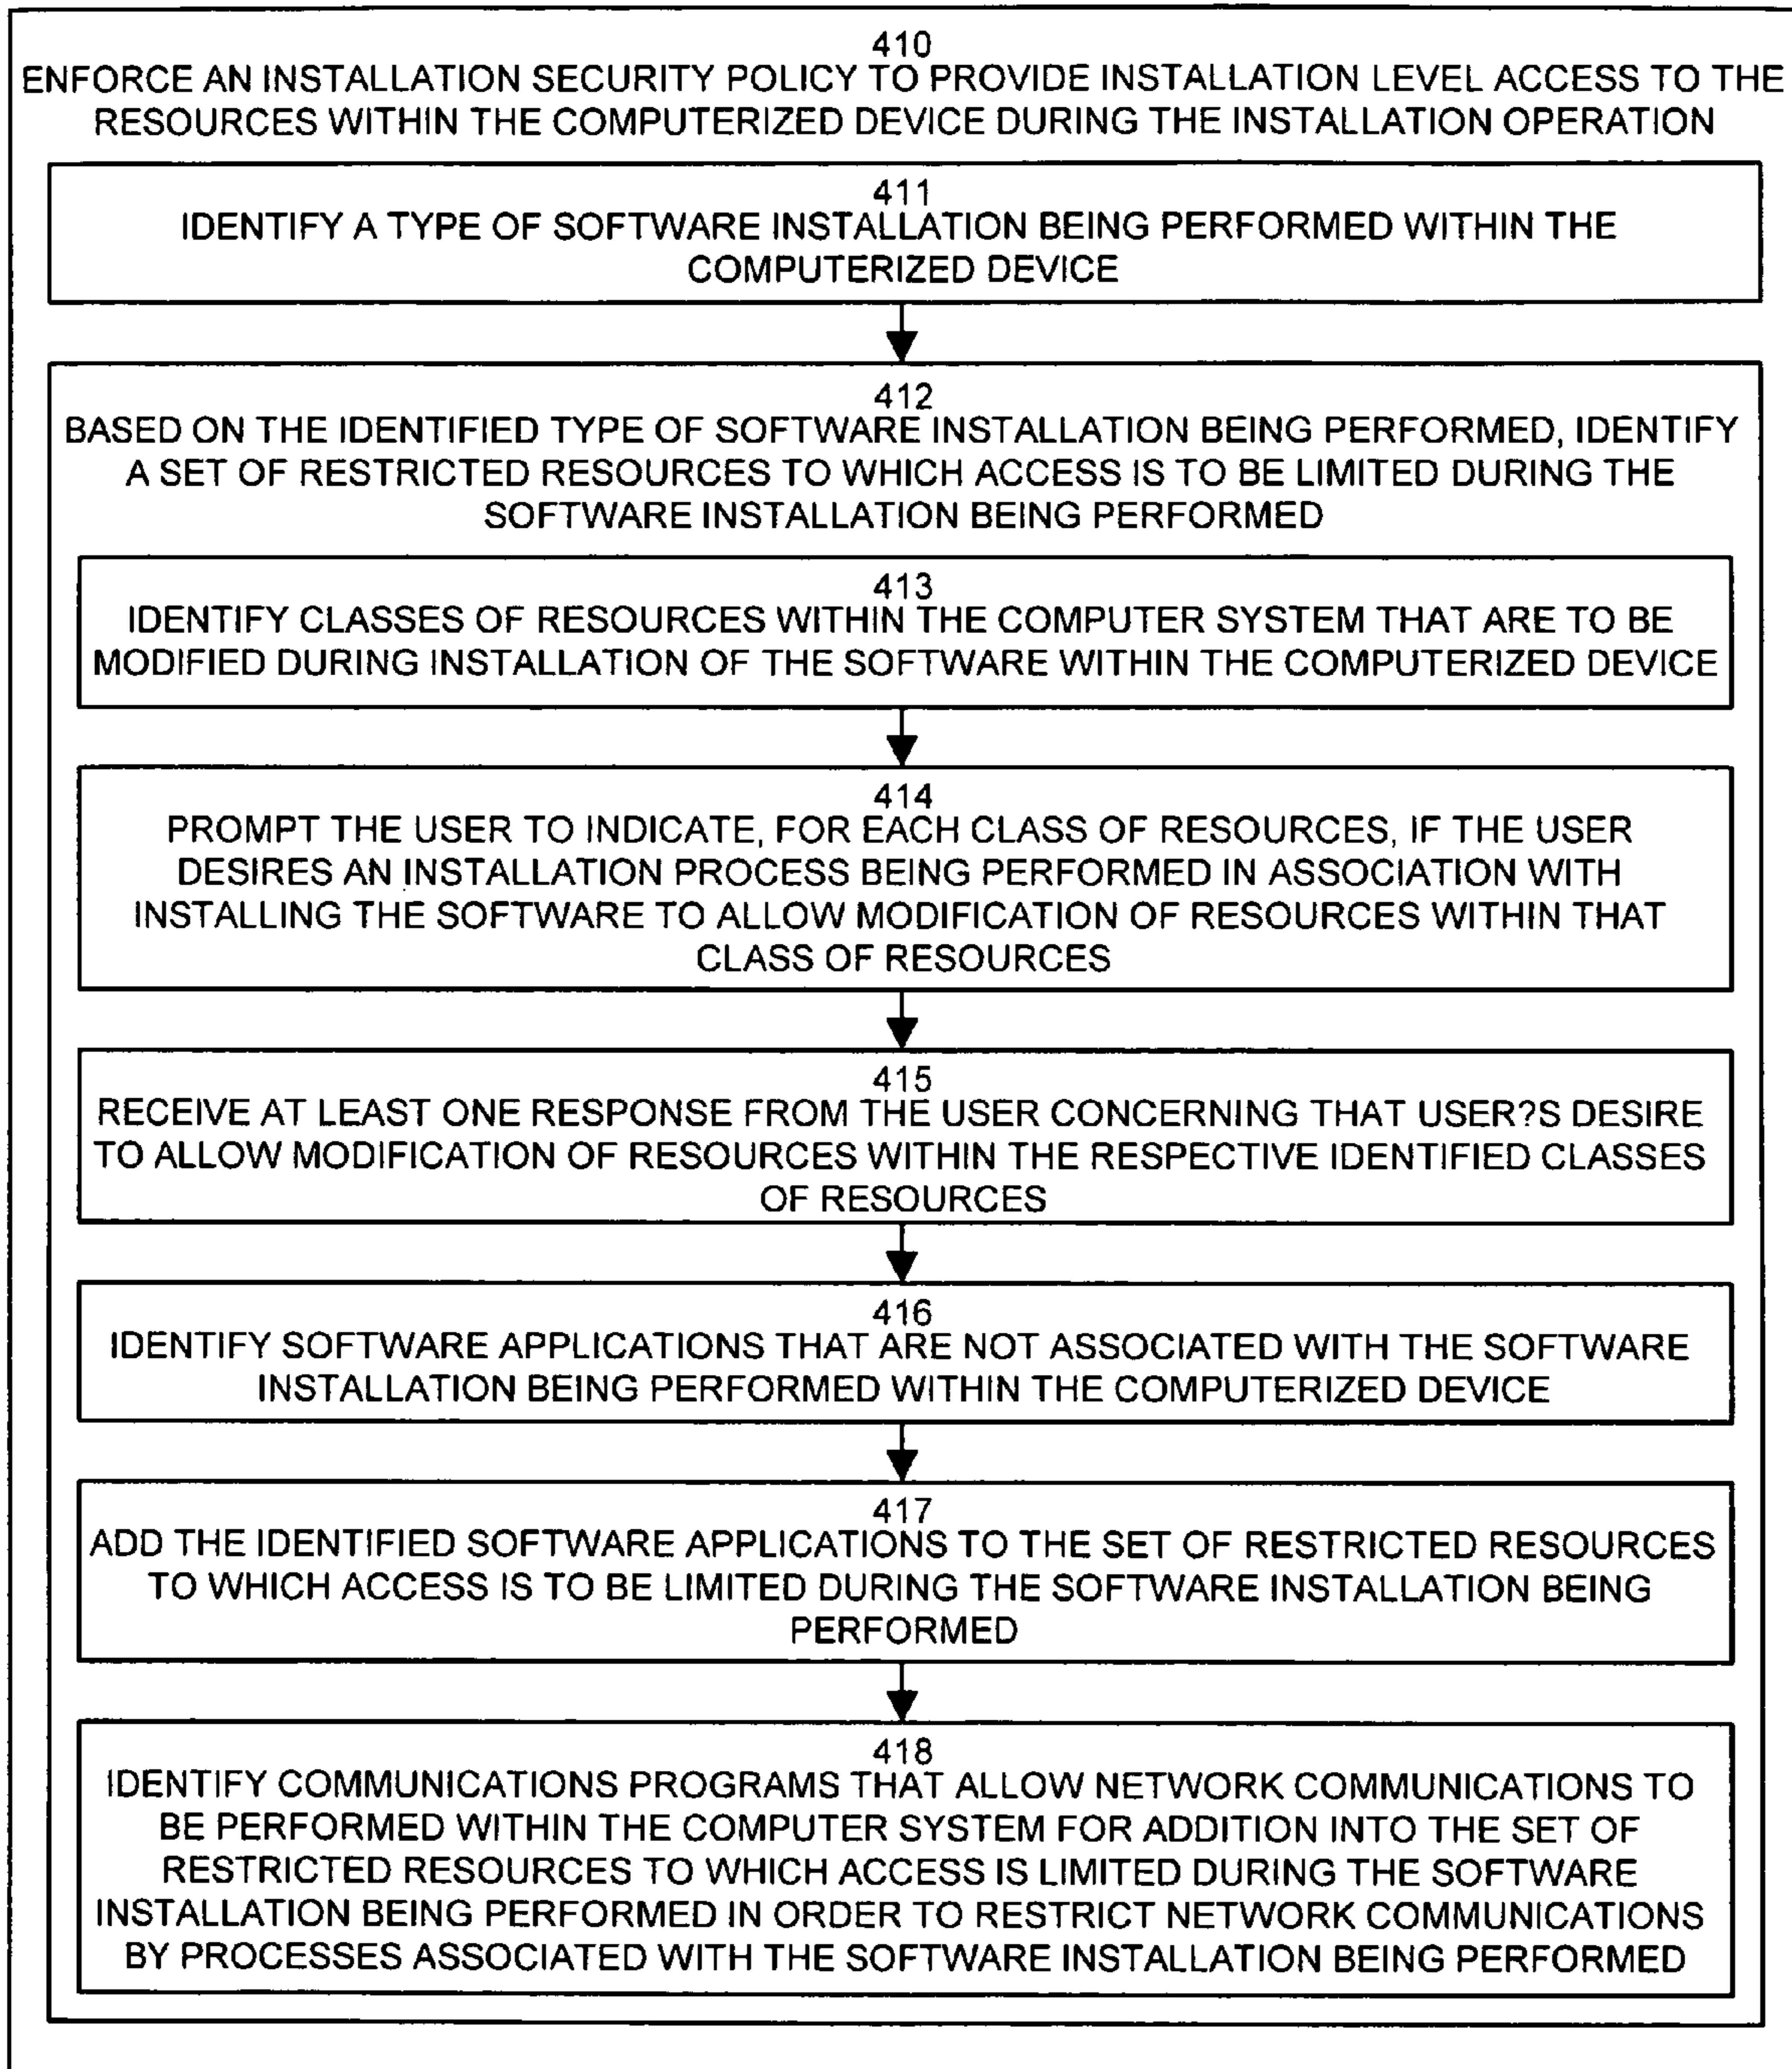 410
ENFORCE AN INSTALLATION SECURITY POLICY TO PROVIDE INSTALLATION LEVEL ACCESS TO THE
RESOURCES WITHIN THE COMPUTERIZED DEVICE DURING THE INSTALLATION OPERATION
411
IDENTIFY A TYPE OF SOFTWARE INSTALLATION BEING PERFORMED WITHIN THE
COMPUTERIZED DEVICE
412
BASED ON THE IDENTIFIED TYPE OF SOFTWARE INSTALLATION BEING PERFORMED, IDENTIFY
A SET OF RESTRICTED RESOURCES TO WHICH ACCESS IS TO BE LIMITED DURING THE
SOFTWARE INSTALLATION BEING PERFORMED
413
IDENTIFY CLASSES OF RESOURCES WITHIN THE COMPUTER SYSTEM THAT ARE TO BE
MODIFIED DURING INSTALLATION OF THE SOFTWARE WITHIN THE COMPUTERIZED DEVICE
414
PROMPT THE USER TO INDICATE, FOR EACH CLASS OF RESOURCES, IF THE USER
DESIRES AN INSTALLATION PROCESS BEING PERFORMED IN ASSOCIATION WITH
INSTALLING THE SOFTWARE TO ALLOW MODIFICATION OF RESOURCES WITHIN THAT
CLASS OF RESOURCES
415
RECEIVE AT LEAST ONE RESPONSE FROM THE USER CONCERNING THAT USER?S DESIRE
TO ALLOW MODIFICATION OF RESOURCES WITHIN THE RESPECTIVE IDENTIFIED CLASSES
OF RESOURCES
416
IDENTIFY SOFTWARE APPLICATIONS THAT ARE NOT ASSOCIATED WITH THE SOFTWARE
INSTALLATION BEING PERFORMED WITHIN THE COMPUTERIZED DEVICE
417
ADD THE IDENTIFIED SOFTWARE APPLICATIONS TO THE SET OF RESTRICTED RESOURCES
TO WHICH ACCESS IS TO BE LIMITED DURING THE SOFTWARE INSTALLATION BEING
PERFORMED
418
IDENTIFY COMMUNICATIONS PROGRAMS THAT ALLOW NETWORK COMMUNICATIONS TO
BE PERFORMED WITHIN THE COMPUTER SYSTEM FOR ADDITION INTO THE SET OF
RESTRICTED RESOURCES TO WHICH ACCESS IS LIMITED DURING THE SOFTWARE
INSTALLATION BEING PERFORMED IN ORDER TO RESTRICT NETWORK COMMUNICATIONS
BY PROCESSES ASSOCIATED WITH THE SOFTWARE INSTALLATION BEING PERFORMED